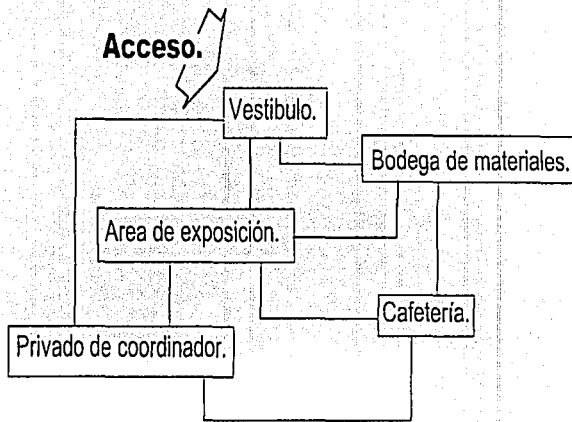 Acceso.
Vestibulo.
Bodega de materiales.
Area de exposición.
Cafetería.
Privado de coordinador.